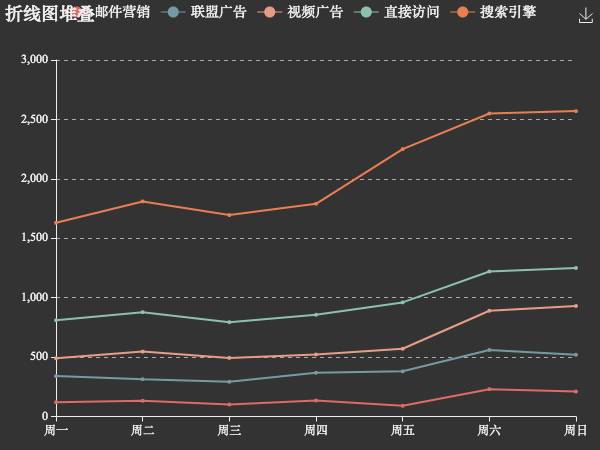 折线图堆叠
邮件营销 联盟广告 视频广告 直接访问 搜索引擎
3,000
2,500
2,000
1,500
1,000
500
0
周一 周二 周三 周四 周五 周六 周日